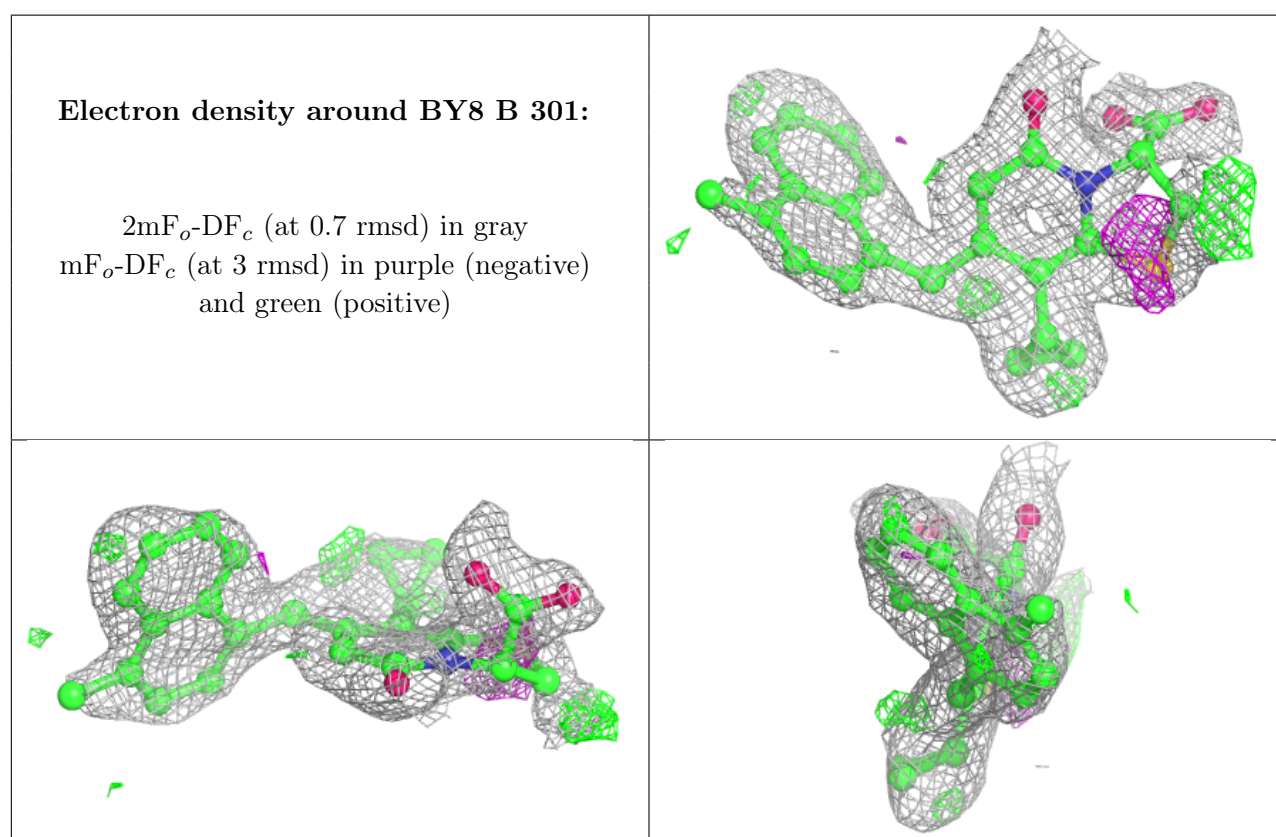 Electron density around BY8 B 301:
2mFo-DFc (at 0.7 rmsd) in gray
mFo-DFc (at 3 rmsd) in purple (negative)
and green (positive)